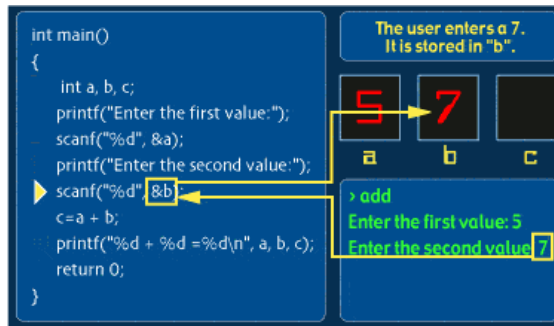 int main()
{
int a, b, c;
printf("Enter the first value:");
scanf("%d", &a);
printf("Enter the second value:");
scanf("%d", &b);
c=a + b;
printf("%d + %d =%d\n", a, b, c);
return 0;
}
The user enters a 7.
It is stored in "b".
5 7
a b c
> add
Enter the first value: 5
Enter the second value: 7